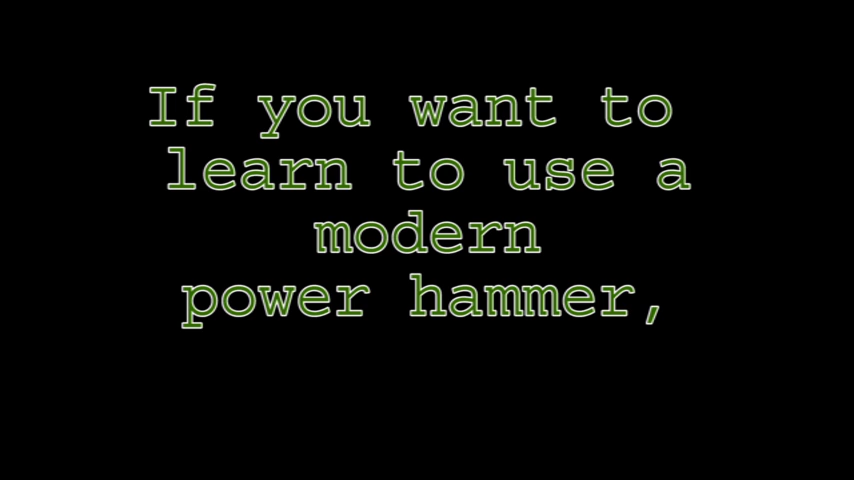 If you want to
learn to use a
modern
power hammer,